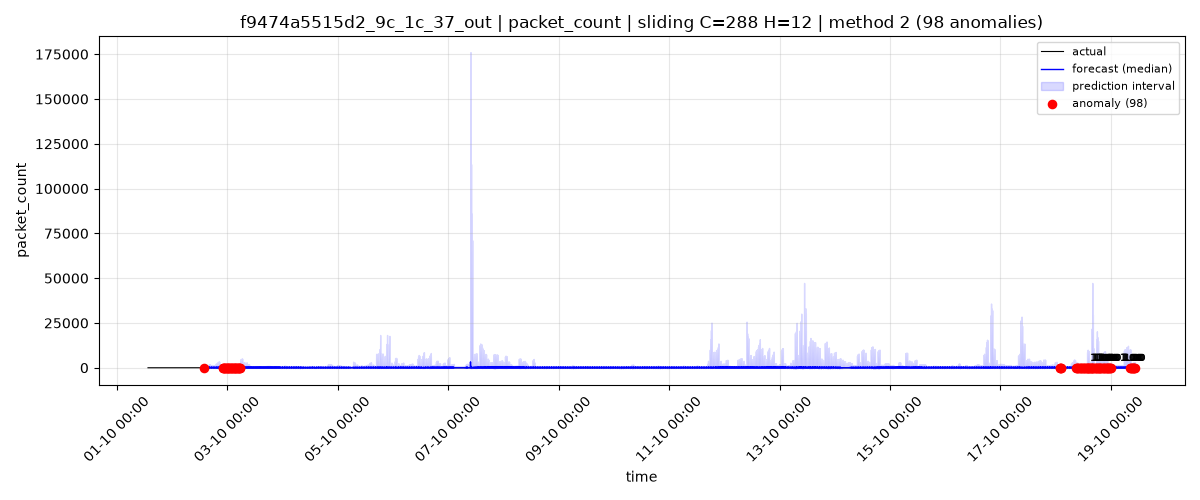 f9474a5515d2_9c_1c_37_out | packet_count | sliding C=288 H=12 | method 2 (98 anomalies)
actual
forecast (median)
prediction interval
anomaly (98)
packet_count
175000
150000
125000
100000
75000
50000
25000
0
01-10 00:00
03-10 00:00
05-10 00:00
07-10 00:00
09-10 00:00
11-10 00:00
13-10 00:00
15-10 00:00
17-10 00:00
19-10 00:00
time